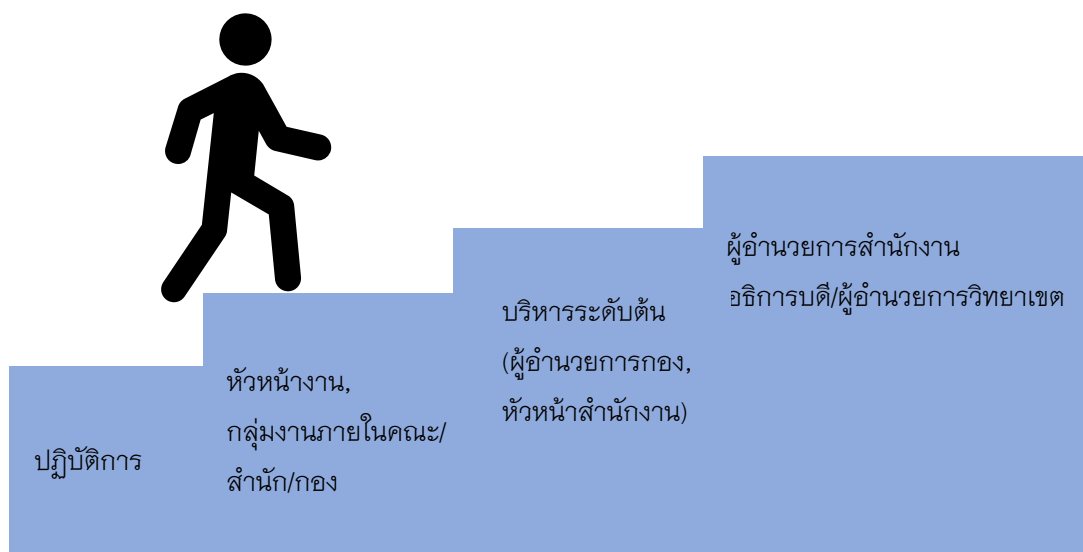 ปฏิบัติการ
หัวหน้างาน,
กลุ่มงานภายในคณะ/
สำนัก/กอง
บริหารระดับต้น
(ผู้อำนวยการกอง,
หัวหน้าสำนักงาน)
ผู้อำนวยการสำนักงาน
อธิการบดี/ผู้อำนวยการวิทยาเขต